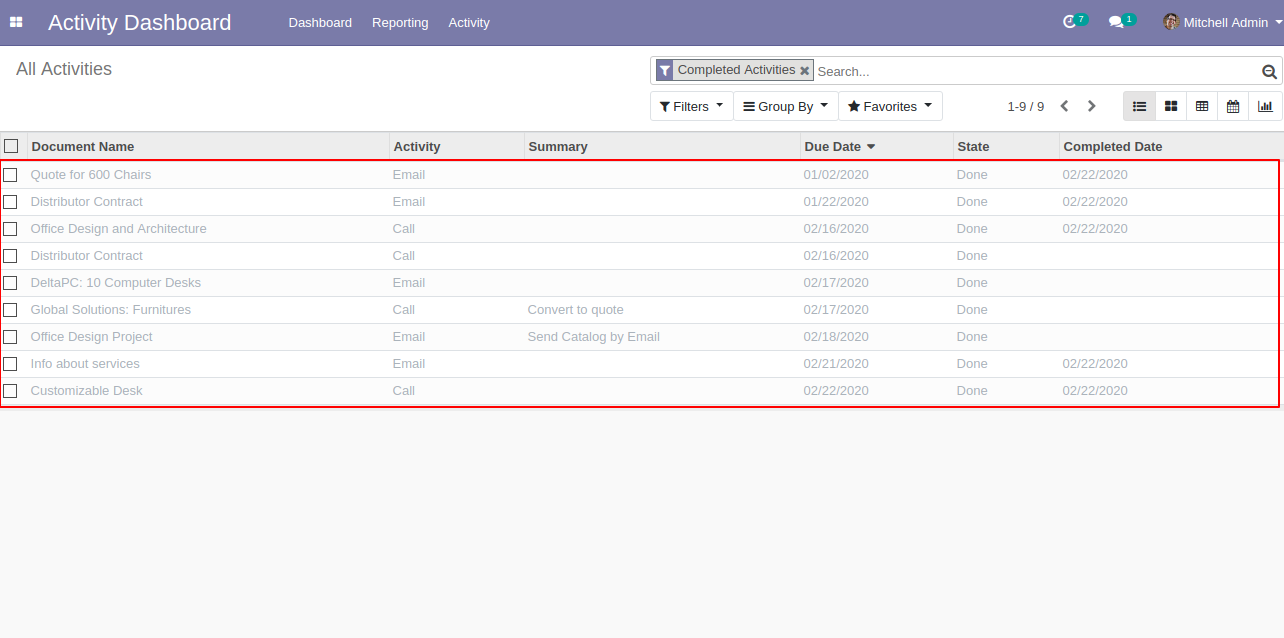 Activity Dashboard Dashboard Reporting Activity 7 1 Mitchell Admin
All Activities Completed Activities Search...
Filters Group By Favorites 1-9 / 9
Document Name Activity Summary Due Date State Completed Date
Quote for 600 Chairs Email 01/02/2020 Done 02/22/2020
Distributor Contract Email 01/22/2020 Done 02/22/2020
Office Design and Architecture Call 02/16/2020 Done 02/22/2020
Distributor Contract Call 02/16/2020 Done
DeltaPC: 10 Computer Desks Email 02/17/2020 Done
Global Solutions: Furnitures Call Convert to quote 02/17/2020 Done
Office Design Project Email Send Catalog by Email 02/18/2020 Done
Info about services Email 02/21/2020 Done 02/22/2020
Customizable Desk Call 02/22/2020 Done 02/22/2020